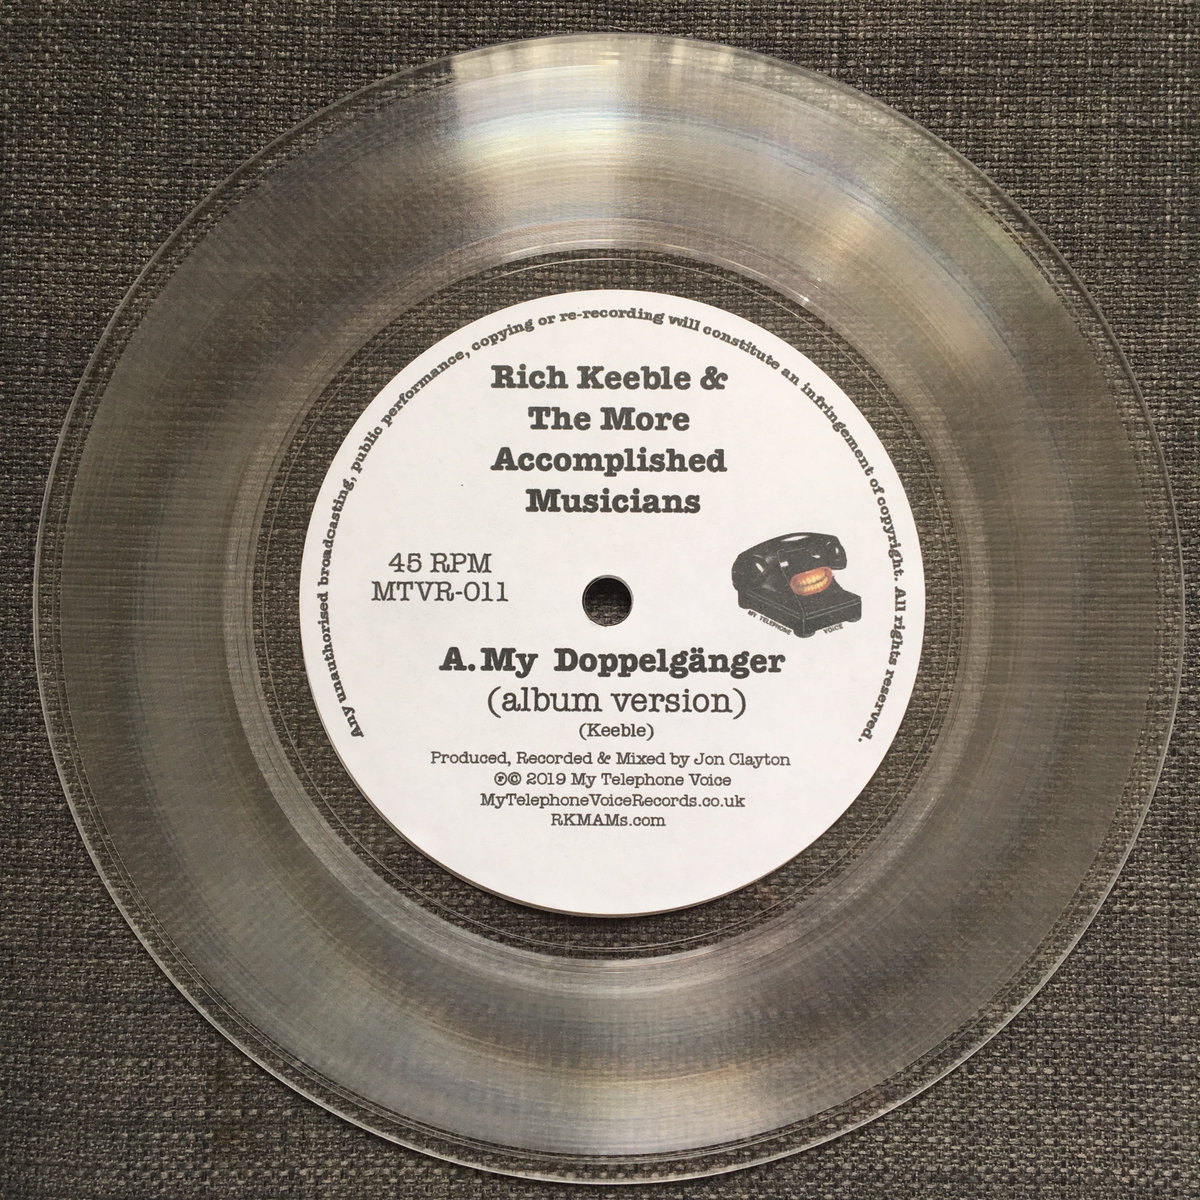 Any unauthorised broadcasting, public performance, copying or re-recording will constitute an infringement of copyright. All rights reserved.
Rich Keeble &
The More
Accomplished
Musicians
45 RPM
MTVR-011
MY TELEPHONE VOICE
A. My Doppelgänger
(album version)
(Keeble)
Produced, Recorded & Mixed by Jon Clayton
℗© 2019 My Telephone Voice
MyTelephoneVoiceRecords.co.uk
RKMAMs.com